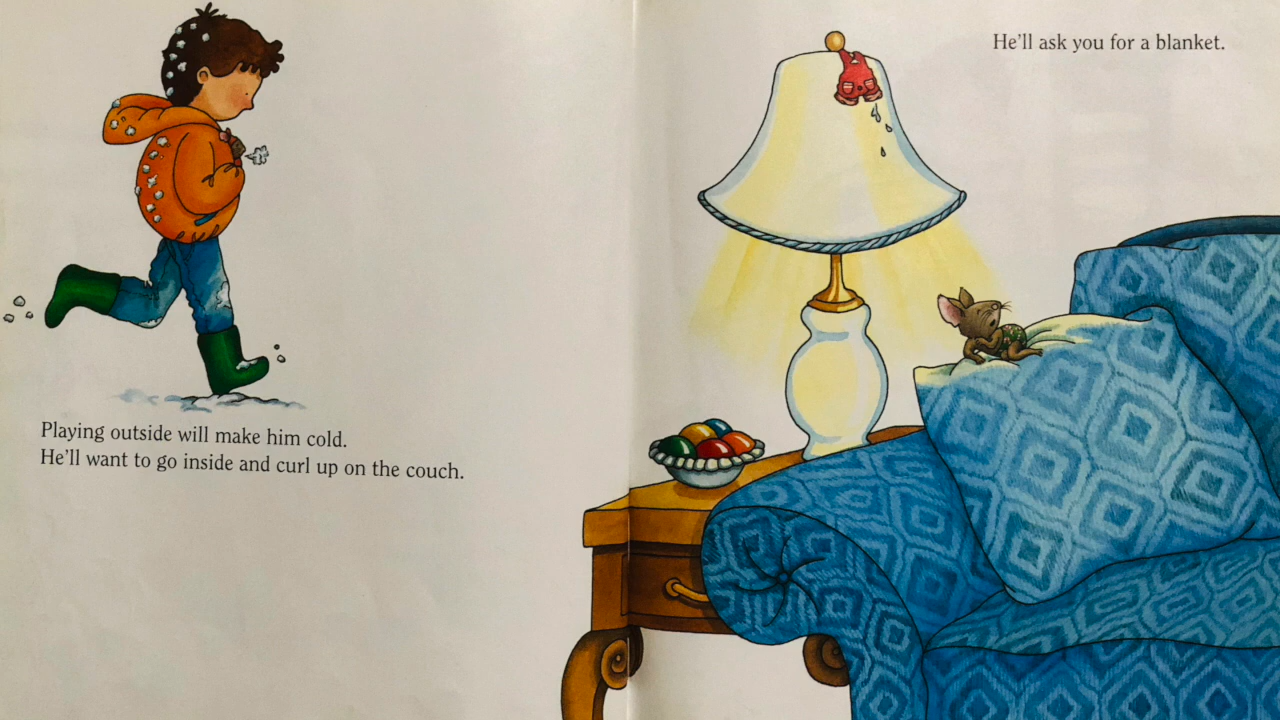 Playing outside will make him cold.
He'll want to go inside and curl up on the couch.
He'll ask you for a blanket.